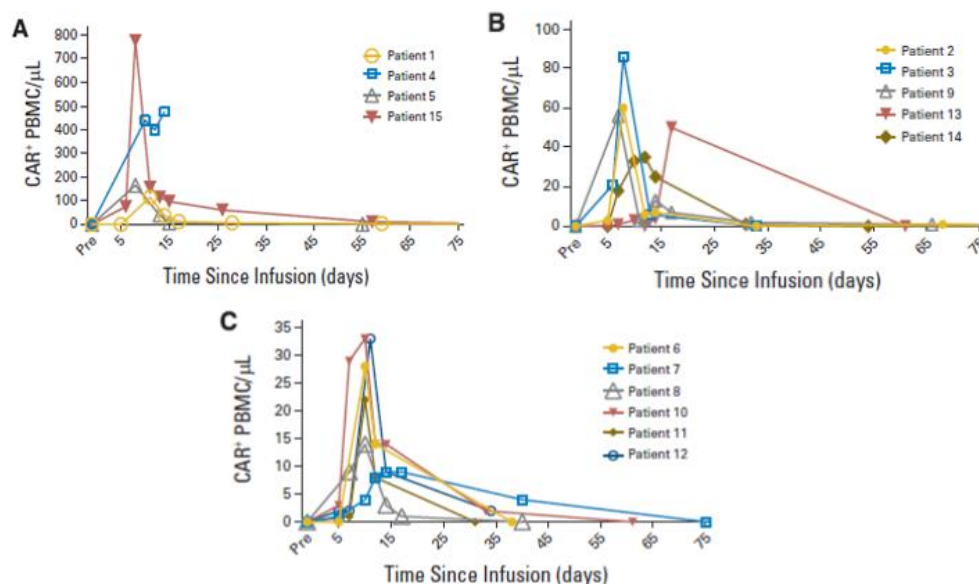 A
CAR+ PBMC/μL
800
700
600
500
400
300
200
100
0
Pre 5 15 25 35 45 55 65 75
Time Since Infusion (days)
Patient 1
Patient 4
Patient 5
Patient 15
B
CAR+ PBMC/μL
100
80
60
40
20
0
Pre 5 15 25 35 45 55 65 75
Time Since Infusion (days)
Patient 2
Patient 3
Patient 9
Patient 13
Patient 14
C
CAR+ PBMC/μL
35
30
25
20
15
10
5
0
Pre 5 15 25 35 45 55 65 75
Time Since Infusion (days)
Patient 6
Patient 7
Patient 8
Patient 10
Patient 11
Patient 12